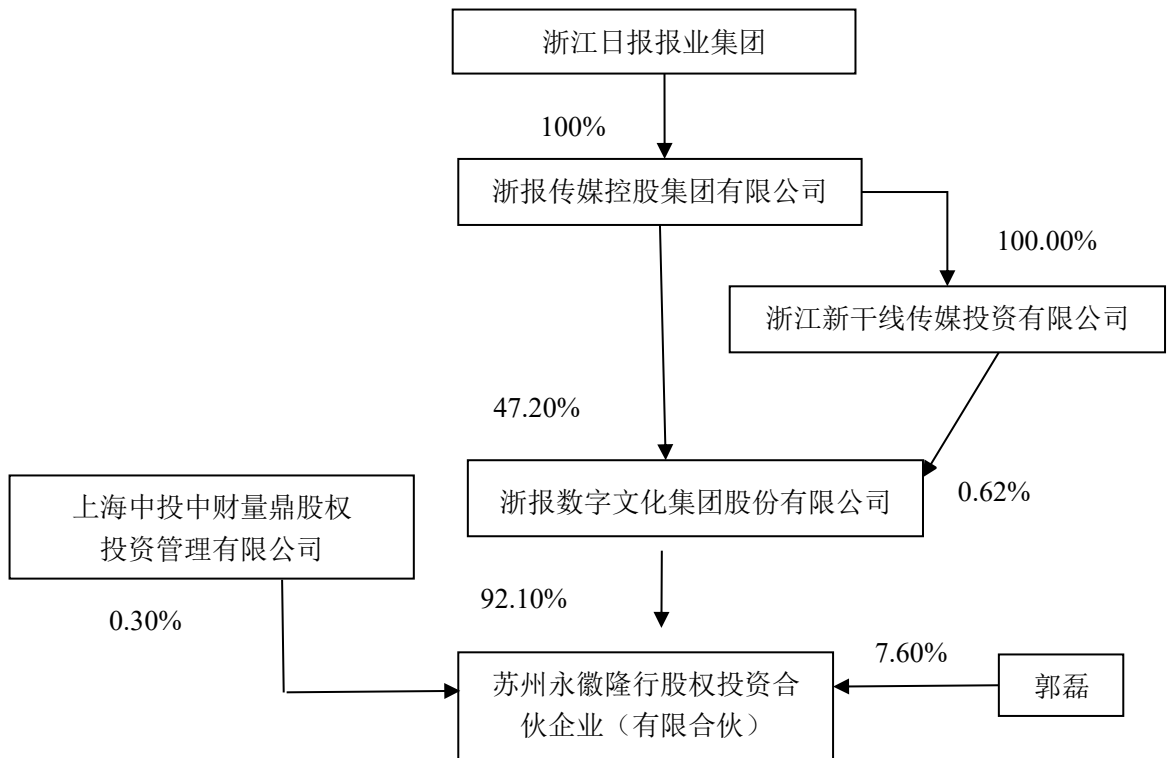 浙江日报报业集团
100%
浙报传媒控股集团有限公司
100.00%
浙江新干线传媒投资有限公司
47.20%
浙报数字文化集团股份有限公司
0.62%
上海中投中财量鼎股权
投资管理有限公司
92.10%
0.30%
7.60%
苏州永徽隆行股权投资合
伙企业（有限合伙）
郭磊